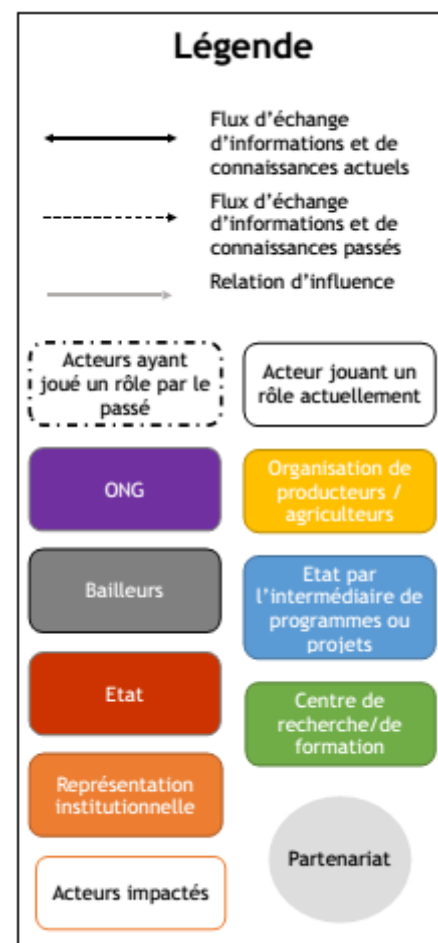 Légende
Flux d'échange
d'informations et de
connaissances actuels
Flux d'échange
d'informations et de
connaissances passés
Relation d'influence
Acteurs ayant
joué un rôle par le
passé
Acteur jouant un
rôle actuellement
ONG
Organisation de
producteurs /
agriculteurs
Bailleurs
Etat par
l'intermédiaire de
programmes ou
projets
Etat
Centre de
recherche/de
formation
Représentation
institutionnelle
Partenariat
Acteurs impactés